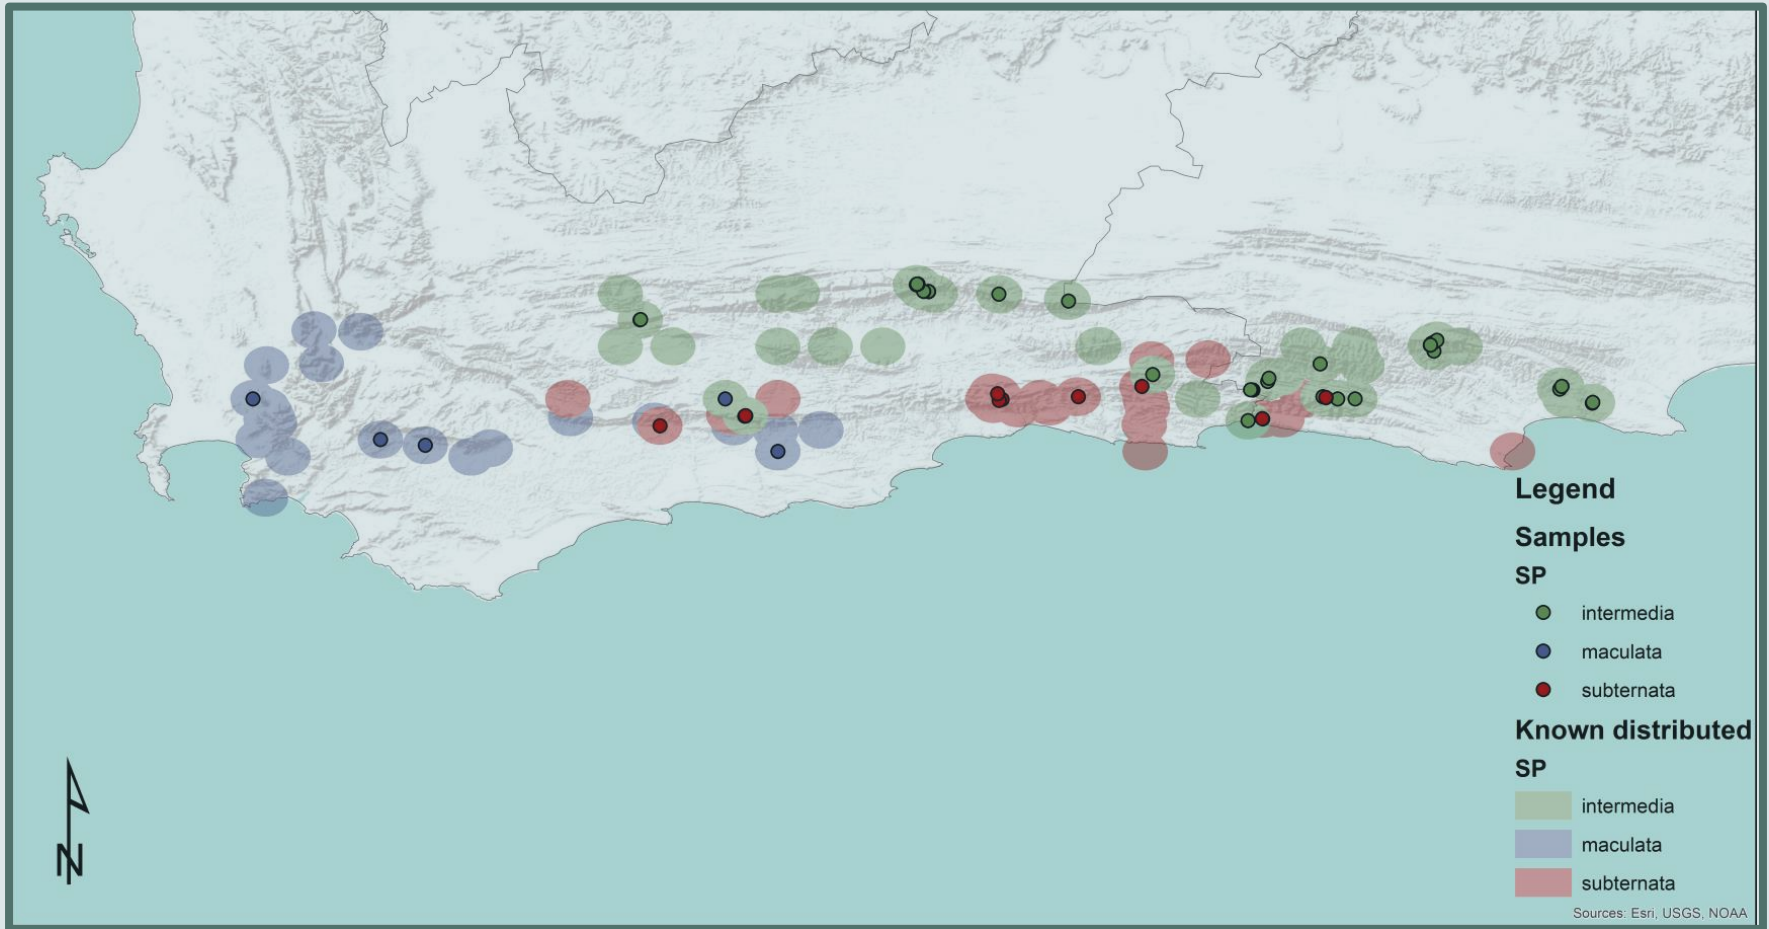 Legend
Samples
SP
intermedia
maculata
subternata
Known distributed
SP
intermedia
maculata
subternata
N
Sources: Esri, USGS, NOAA